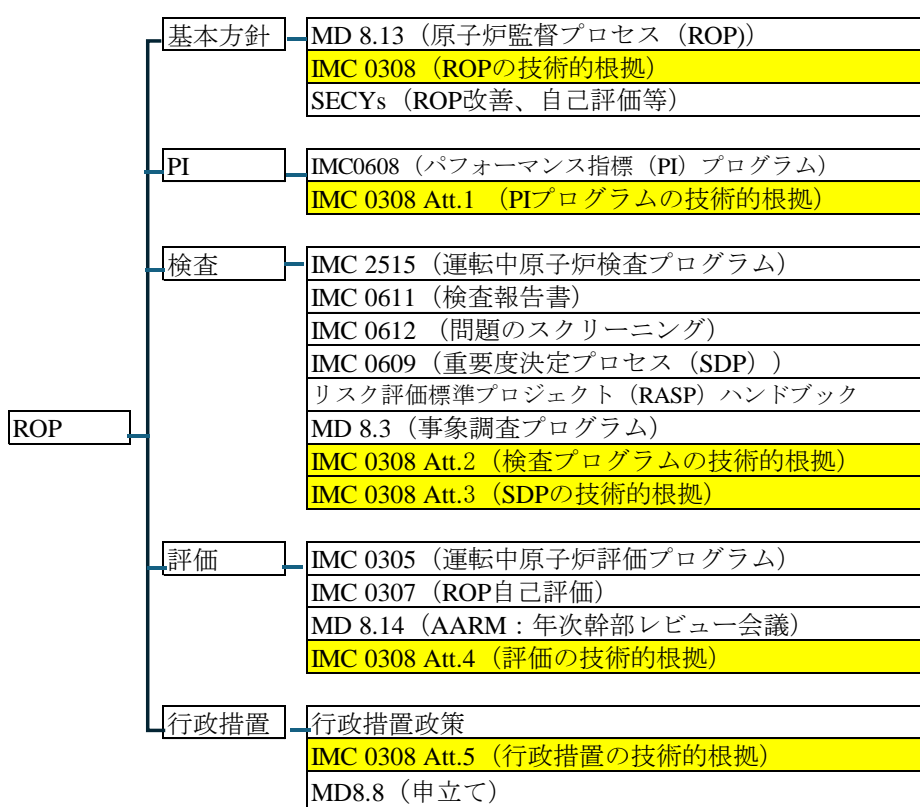 基本方針
MD 8.13（原子炉監督プロセス（ROP))
IMC 0308（ROPの技術的根拠）
SECYs（ROP改善、自己評価等）
PI
IMC0608（パフォーマンス指標（PI）プログラム）
IMC 0308 Att.1 （PIプログラムの技術的根拠）
検査
IMC 2515（運転中原子炉検査プログラム）
IMC 0611（検査報告書）
IMC 0612 （問題のスクリーニング）
IMC 0609（重要度決定プロセス（SDP））
リスク評価標準プロジェクト（RASP）ハンドブック
MD 8.3（事象調査プログラム）
IMC 0308 Att.2（検査プログラムの技術的根拠）
IMC 0308 Att.3（SDPの技術的根拠）
ROP
評価
IMC 0305（運転中原子炉評価プログラム）
IMC 0307（ROP自己評価）
MD 8.14（AARM：年次幹部レビュー会議）
IMC 0308 Att.4（評価の技術的根拠）
行政措置
行政措置政策
IMC 0308 Att.5（行政措置の技術的根拠）
MD8.8（申立て）